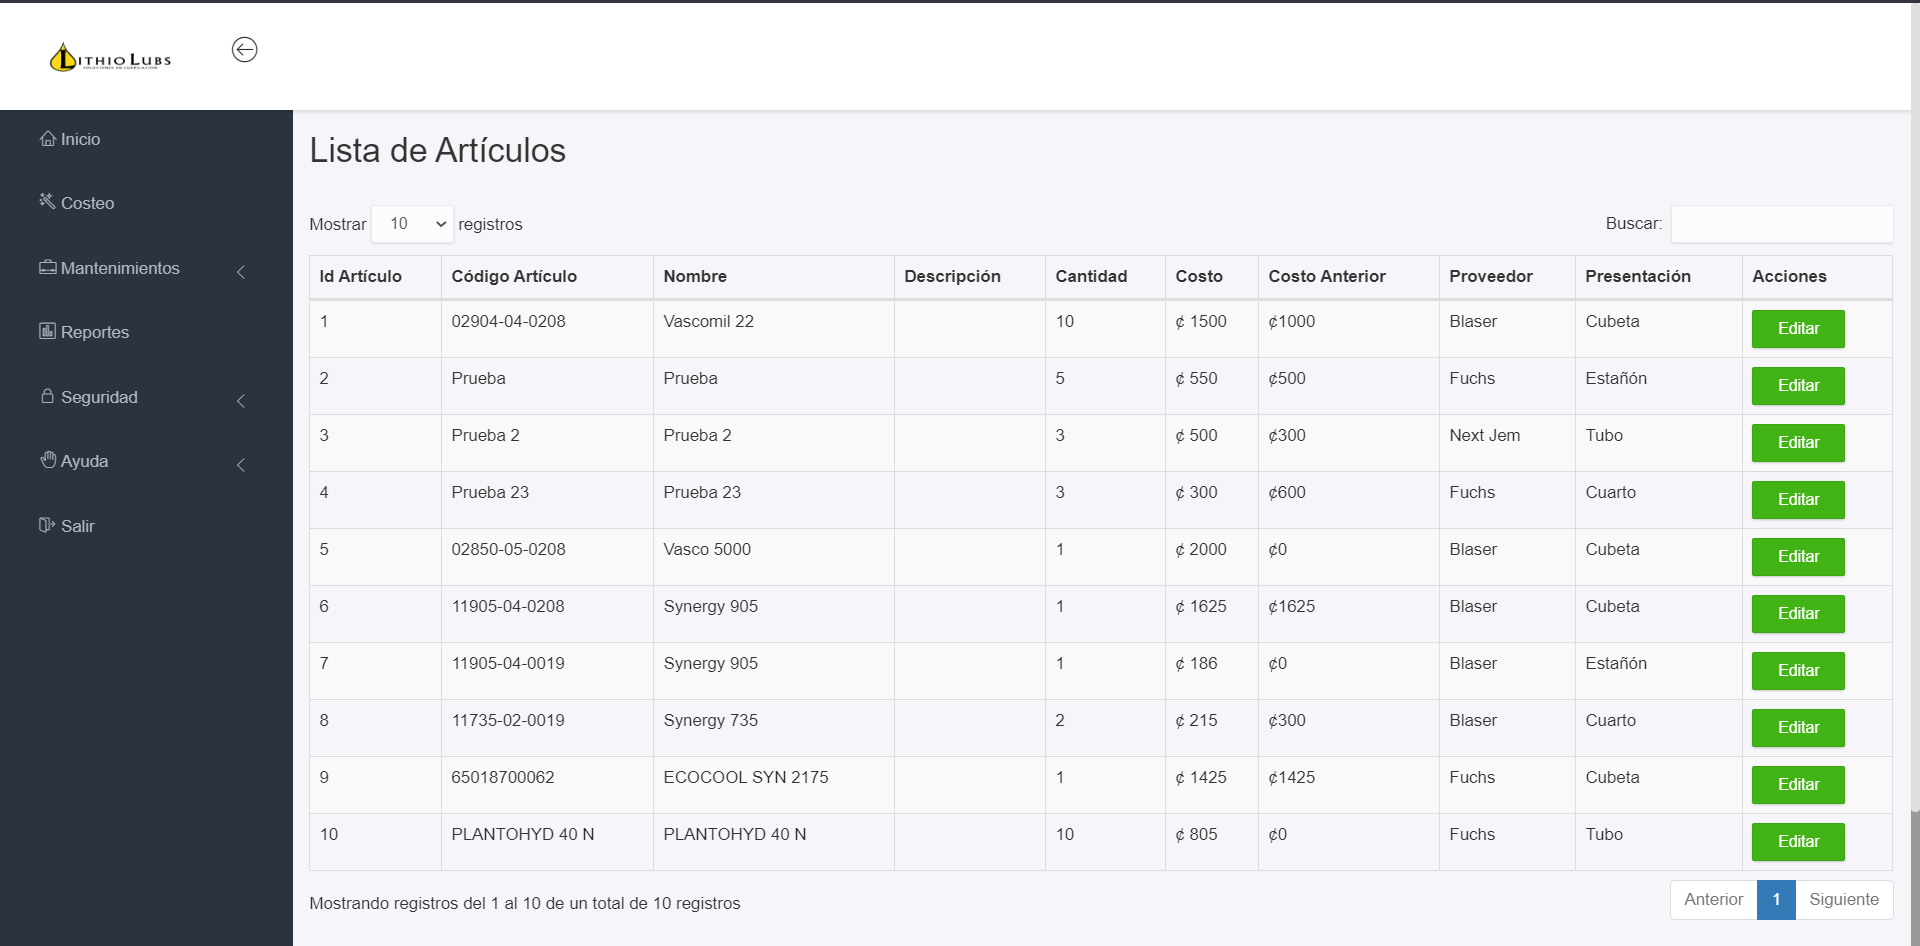 LITHIO LUBS
SOLUCIONES EN LUBRICACIÓN
Inicio
Costeo
Mantenimientos
Reportes
Seguridad
Ayuda
Salir
Lista de Artículos
Mostrar 10 registros
Buscar:
Id Artículo Código Artículo Nombre Descripción Cantidad Costo Costo Anterior Proveedor Presentación Acciones
1 02904-04-0208 Vascomil 22 10 ¢ 1500 ¢1000 Blaser Cubeta Editar
2 Prueba Prueba 5 ¢ 550 ¢500 Fuchs Estañón Editar
3 Prueba 2 Prueba 2 3 ¢ 500 ¢300 Next Jem Tubo Editar
4 Prueba 23 Prueba 23 3 ¢ 300 ¢600 Fuchs Cuarto Editar
5 02850-05-0208 Vasco 5000 1 ¢ 2000 ¢0 Blaser Cubeta Editar
6 11905-04-0208 Synergy 905 1 ¢ 1625 ¢1625 Blaser Cubeta Editar
7 11905-04-0019 Synergy 905 1 ¢ 186 ¢0 Blaser Estañón Editar
8 11735-02-0019 Synergy 735 2 ¢ 215 ¢300 Blaser Cuarto Editar
9 65018700062 ECOCOOL SYN 2175 1 ¢ 1425 ¢1425 Fuchs Cubeta Editar
10 PLANTOHYD 40 N PLANTOHYD 40 N 10 ¢ 805 ¢0 Fuchs Tubo Editar
Mostrando registros del 1 al 10 de un total de 10 registros
Anterior 1 Siguiente